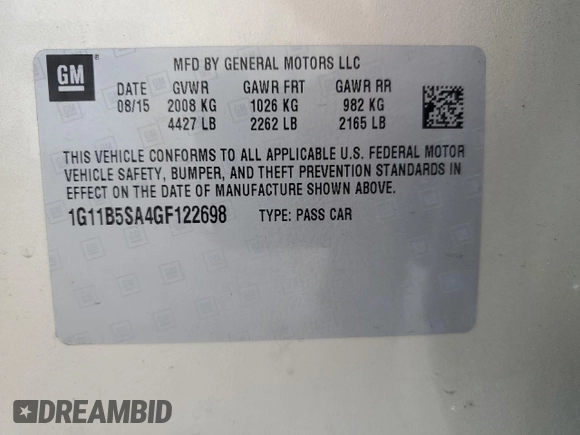 GM
MFD BY GENERAL MOTORS LLC
DATE GVWR GAWR FRT GAWR RR
08/15 2008 KG 1026 KG 982 KG
4427 LB 2262 LB 2165 LB
THIS VEHICLE CONFORMS TO ALL APPLICABLE U.S. FEDERAL MOTOR
VEHICLE SAFETY, BUMPER, AND THEFT PREVENTION STANDARDS IN
EFFECT ON THE DATE OF MANUFACTURE SHOWN ABOVE.
1G11B5SA4GF122698 TYPE: PASS CAR
DREAMBID